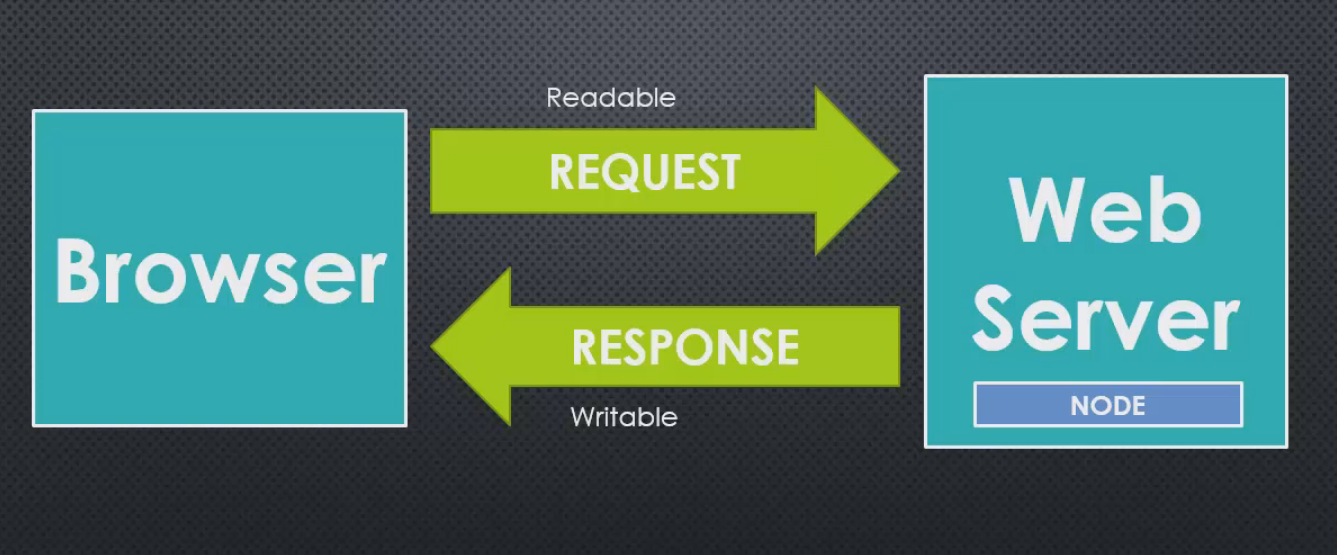 Readable
REQUEST
Browser
RESPONSE
Writable
Web
Server
NODE